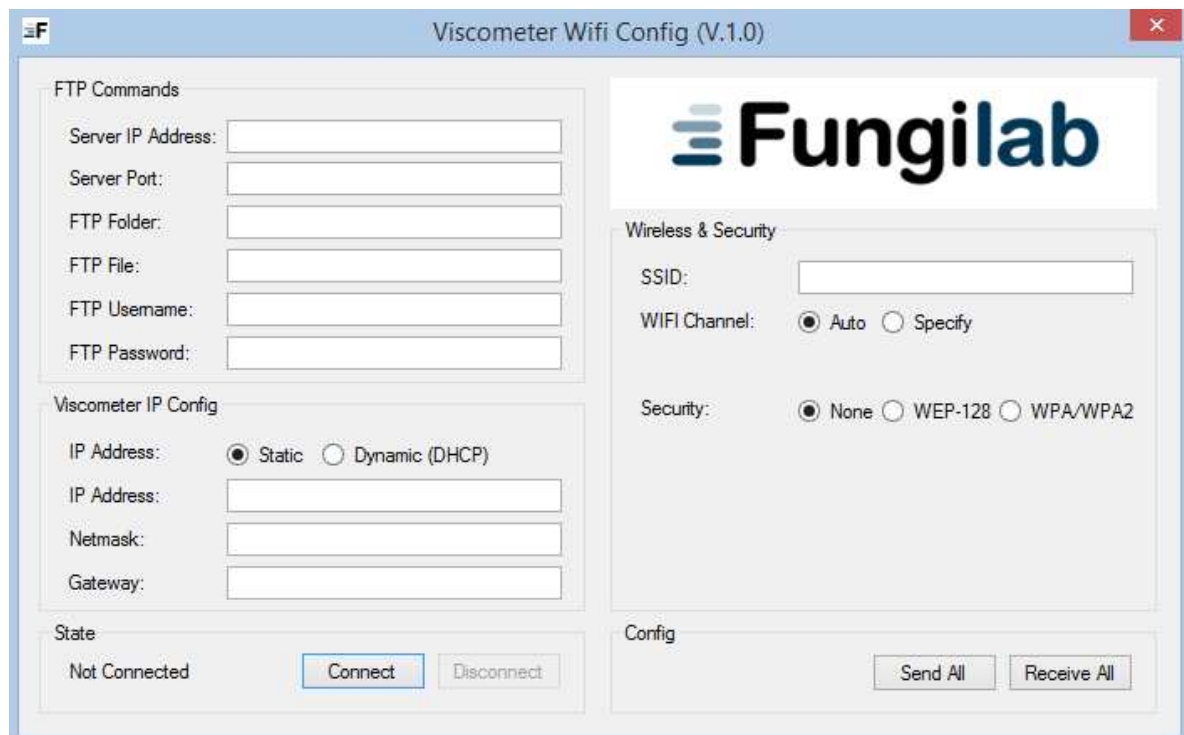 F
Viscometer Wifi Config (V.1.0)
FTP Commands
Server IP Address:
Server Port:
FTP Folder:
FTP File:
FTP Username:
FTP Password:
Viscometer IP Config
IP Address: Static Dynamic (DHCP)
IP Address:
Netmask:
Gateway:
State
Not Connected Connect Disconnect
Fungilab
Wireless & Security
SSID:
WIFI Channel: Auto Specify
Security: None WEP-128 WPA/WPA2
Config
Send All Receive All